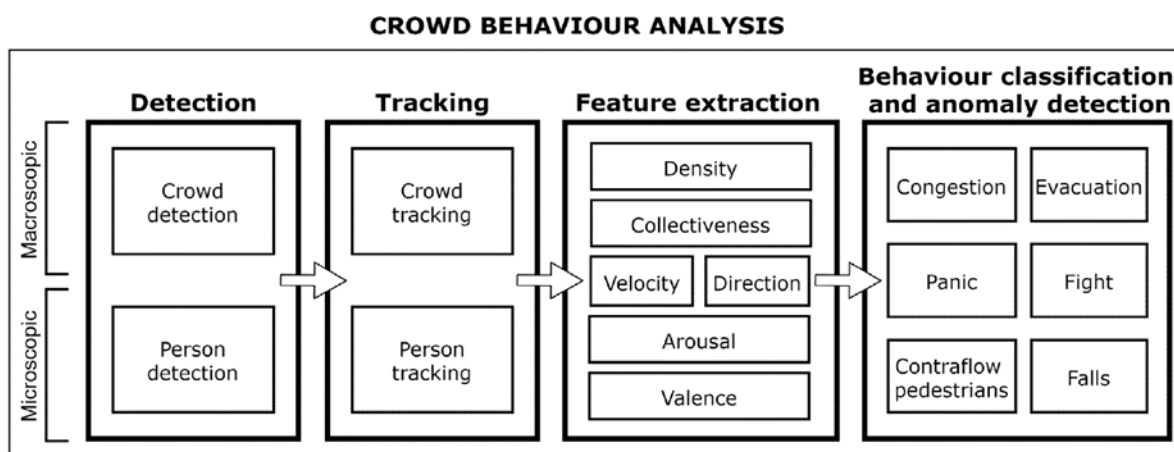 CROWD BEHAVIOUR ANALYSIS
Detection
Tracking
Feature extraction
Behaviour classification
and anomaly detection
Macroscopic
Microscopic
Crowd
detection
Person
detection
Crowd
tracking
Person
tracking
Density
Collectiveness
Velocity
Direction
Arousal
Valence
Congestion
Evacuation
Panic
Fight
Contraflow
pedestrians
Falls